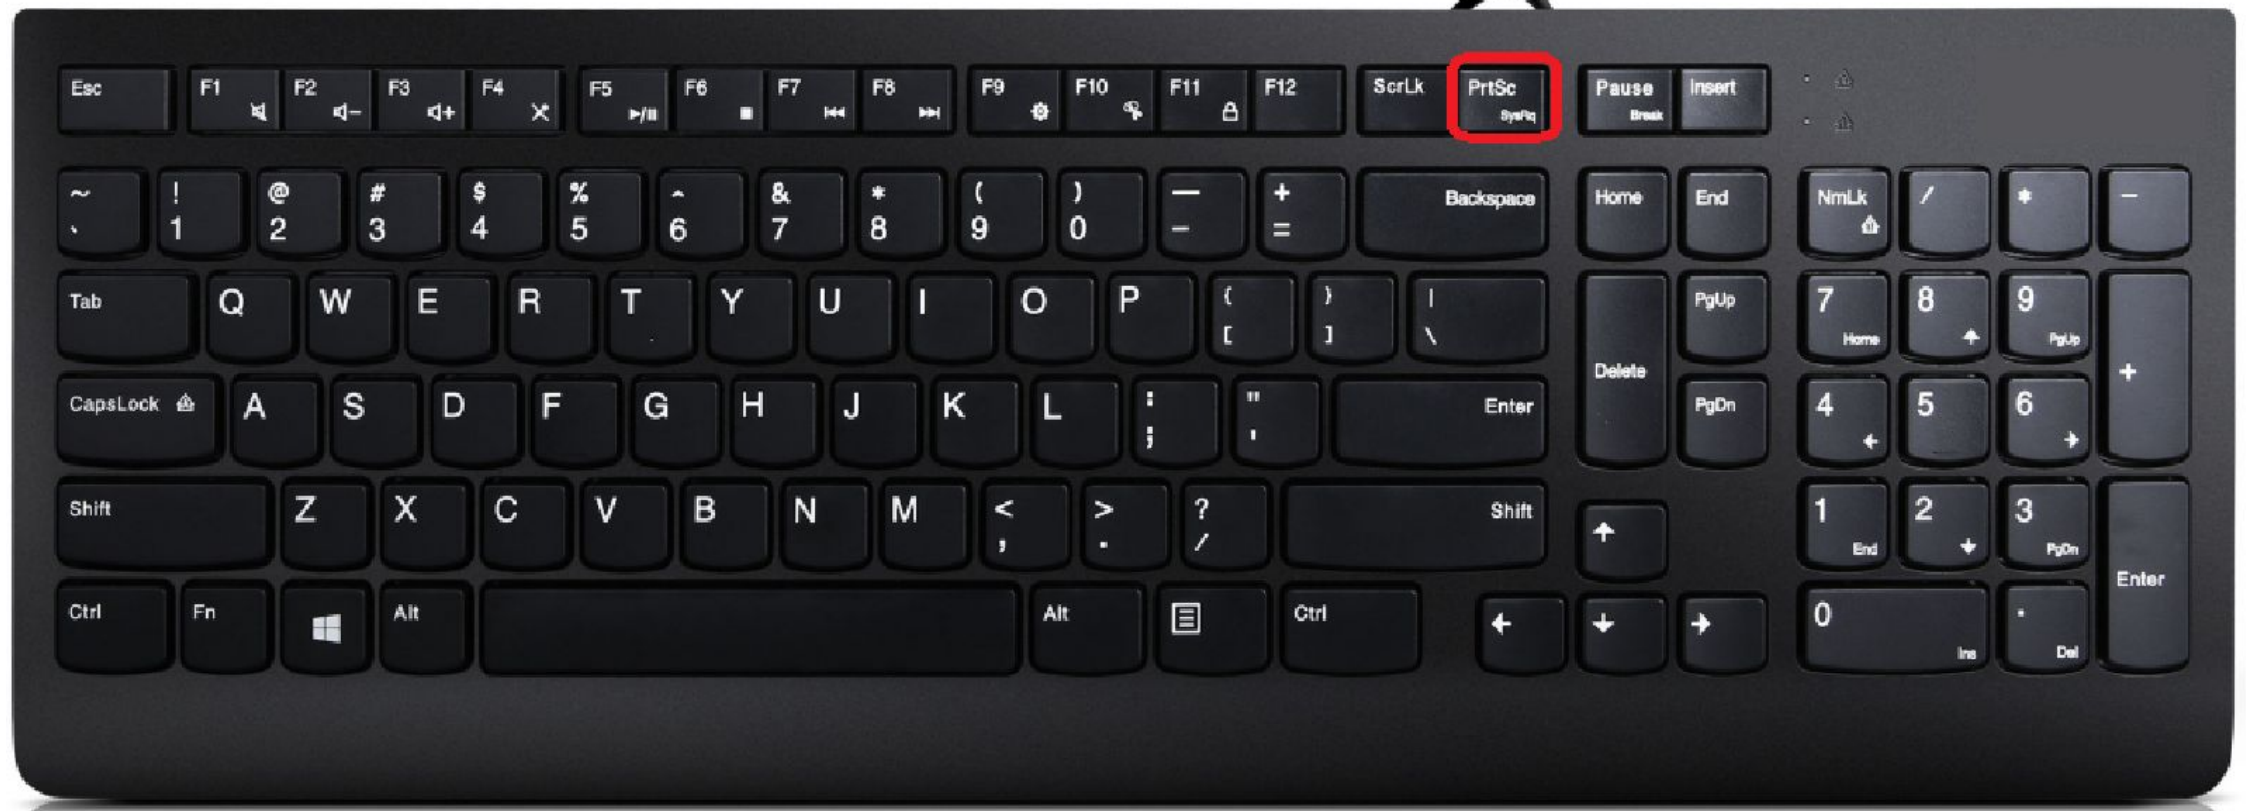 Esc F1 F2 F3 F4 F5 F6 F7 F8 F9 F10 F11 F12 ScrLk PrtSc Pause Insert
SysRq Break
~ ! @ # $ % ^ & * ( ) — + Backspace Home End NmLk / * −
` 1 2 3 4 5 6 7 8 9 0 - =
Tab Q W E R T Y U I O P { } | PgUp 7 8 9
[ ] \ Home PgUp
Delete +
CapsLock A S D F G H J K L : " Enter PgDn 4 5 6
; '
Shift Z X C V B N M < > ? Shift 1 2 3
, . / End PgDn
Enter
Ctrl Fn Alt Alt Ctrl 0 .
Ins Del